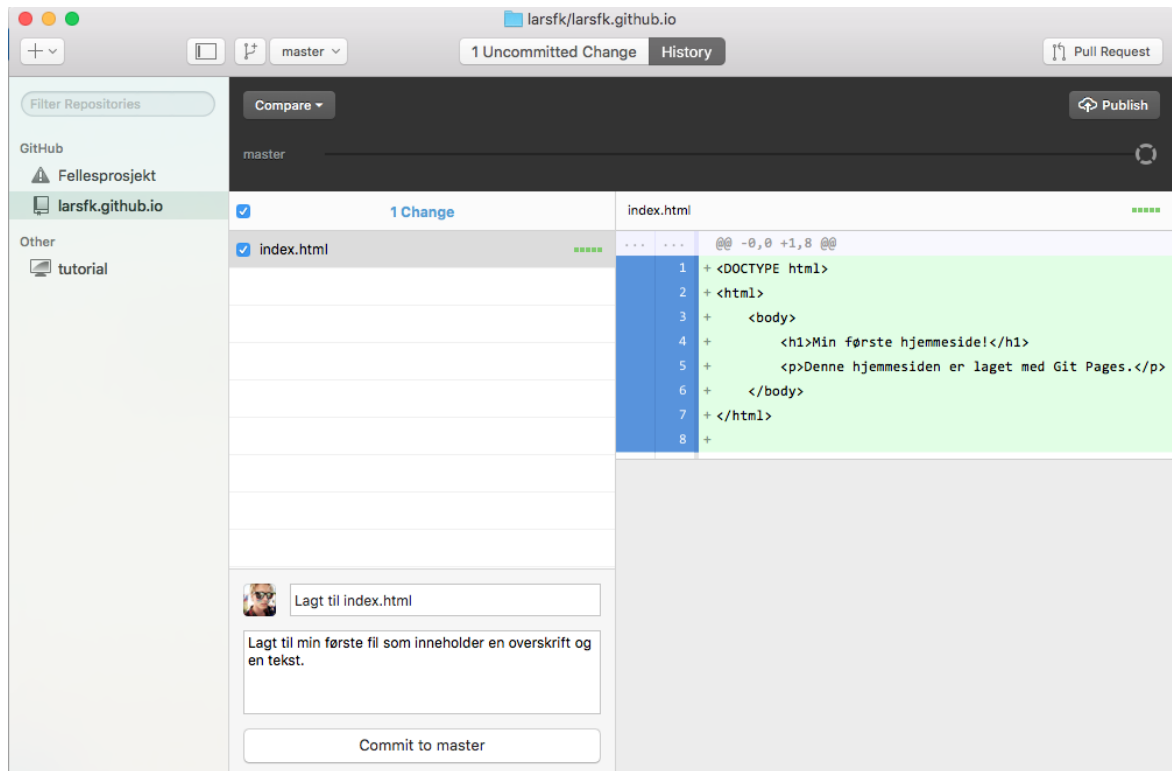 larsfk/larsfk.github.io
master
1 Uncommitted Change
History
Pull Request
Filter Repositories
GitHub
Fellesprosjekt
larsfk.github.io
Other
tutorial
Compare
Publish
master
1 Change
index.html
Lagt til index.html
Lagt til min første fil som inneholder en overskrift og
en tekst.
Commit to master
index.html
... ... @@ -0,0 +1,8 @@
1 + <DOCTYPE html>
2 + <html>
3 + <body>
4 + <h1>Min første hjemmeside!</h1>
5 + <p>Denne hjemmesiden er laget med Git Pages.</p>
6 + </body>
7 + </html>
8 +